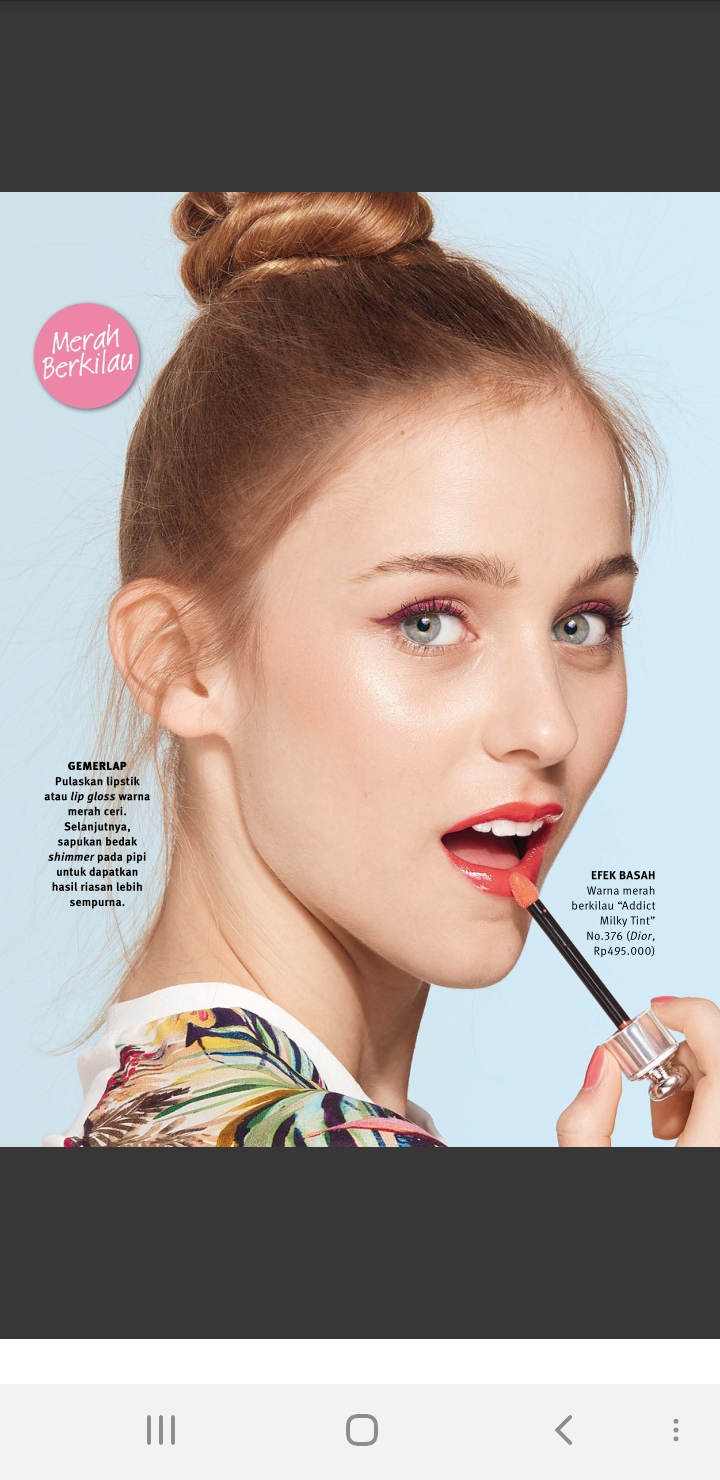 Merah
Berkilau
GEMERLAP
Pulaskan lipstik
atau lip gloss warna
merah ceri.
Selanjutnya,
sapukan bedak
shimmer pada pipi
untuk dapatkan
hasil riasan lebih
sempurna.
EFEK BASAH
Warna merah
berkilau “Addict
Milky Tint”
No.376 (Dior,
Rp495.000)